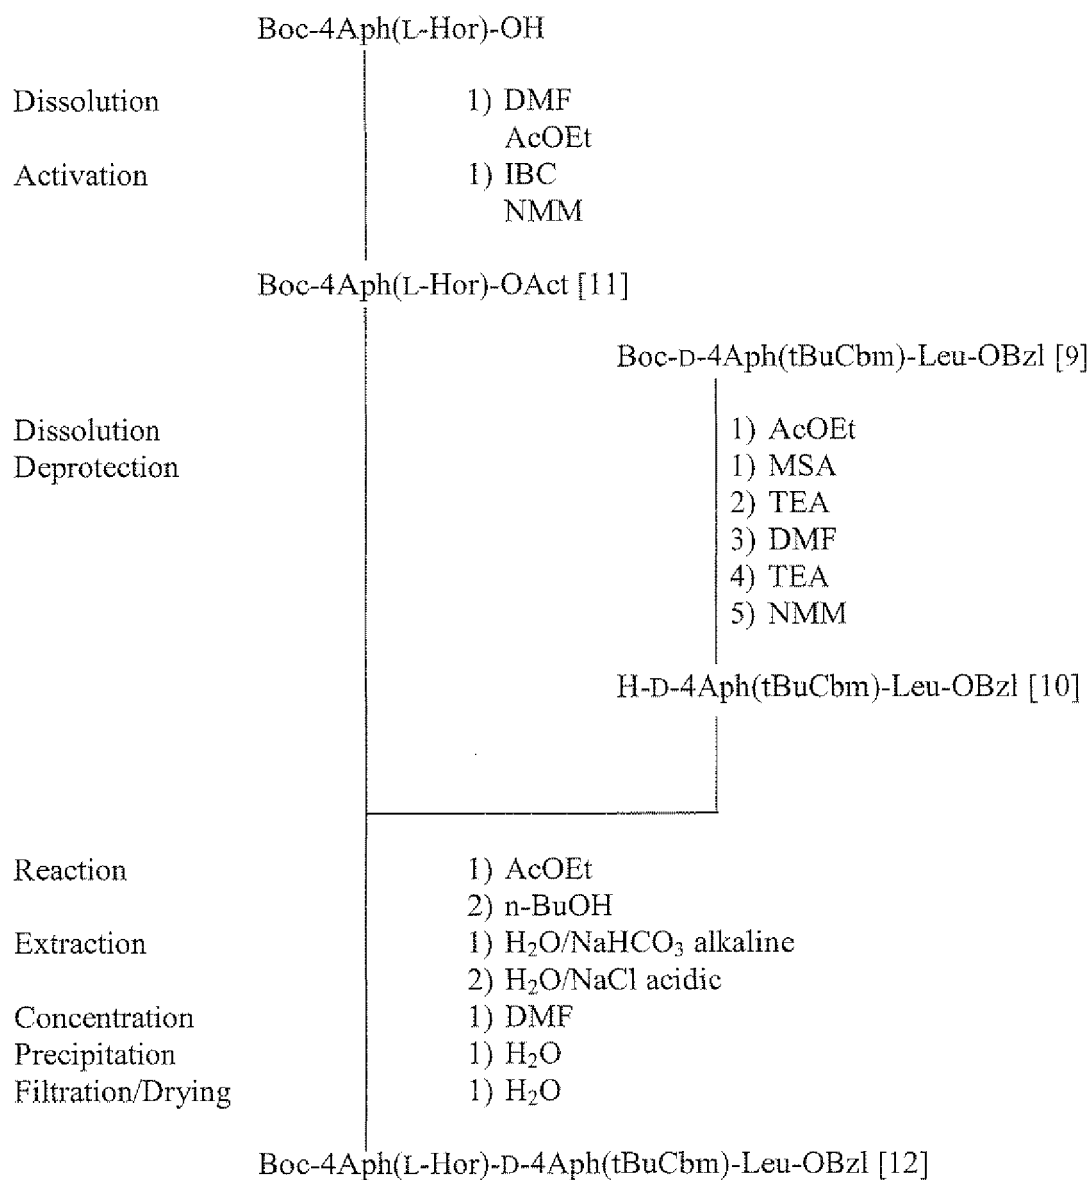 Boc-4Aph(L-Hor)-OH
Dissolution 1) DMF
AcOEt
Activation 1) IBC
NMM
Boc-4Aph(L-Hor)-OAct [11]
Boc-D-4Aph(tBuCbm)-Leu-OBzl [9]
Dissolution 1) AcOEt
Deprotection 1) MSA
2) TEA
3) DMF
4) TEA
5) NMM
H-D-4Aph(tBuCbm)-Leu-OBzl [10]
Reaction 1) AcOEt
2) n-BuOH
Extraction 1) H₂O/NaHCO₃ alkaline
2) H₂O/NaCl acidic
Concentration 1) DMF
Precipitation 1) H₂O
Filtration/Drying 1) H₂O
Boc-4Aph(L-Hor)-D-4Aph(tBuCbm)-Leu-OBzl [12]